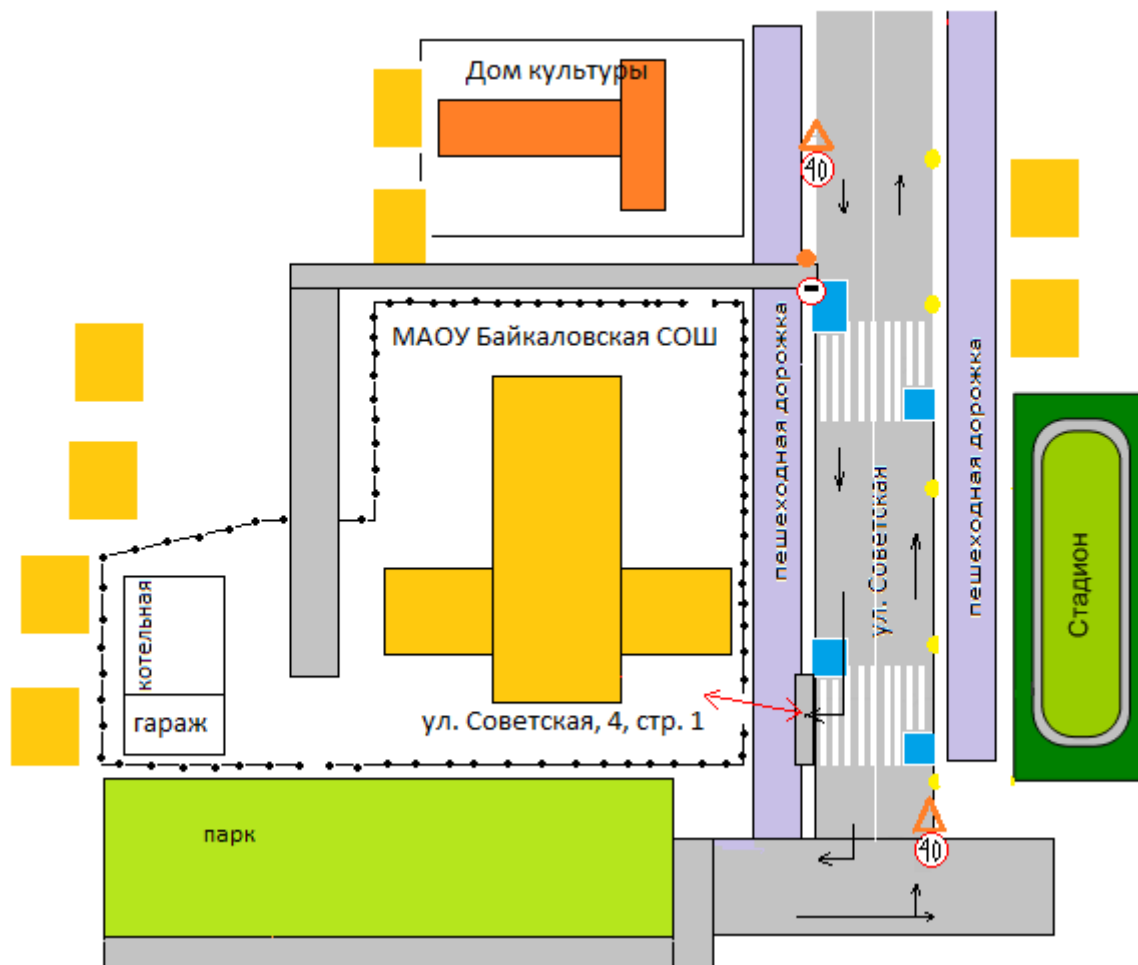 Дом культуры
40
МАОУ Байкаловская СОШ
пешеходная дорожка
ул. Советская
пешеходная дорожка
Стадион
котельная
гараж
ул. Советская, 4, стр. 1
парк
40